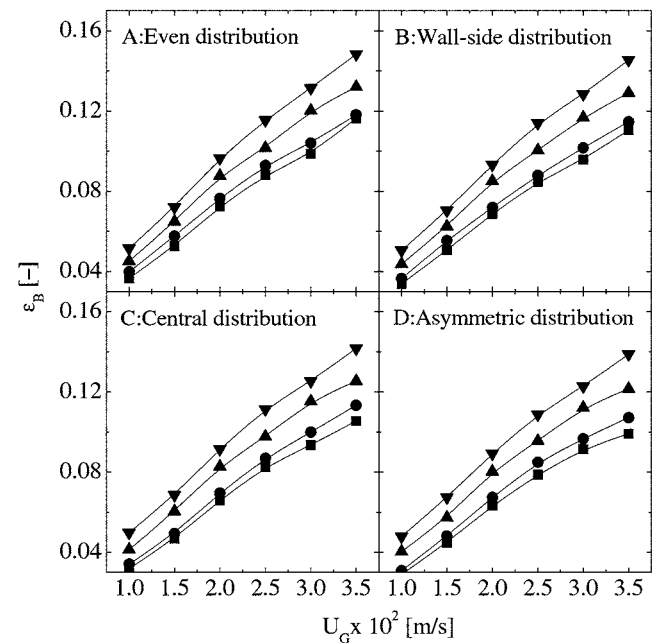 0.16
A:Even distribution
B:Wall-side distribution
0.12
0.08
0.04
ε_B [−]
0.16
C:Central distribution
D:Asymmetric distribution
0.12
0.08
0.04
1.0 1.5 2.0 2.5 3.0 3.5 1.0 1.5 2.0 2.5 3.0 3.5
U_G x 10² [m/s]